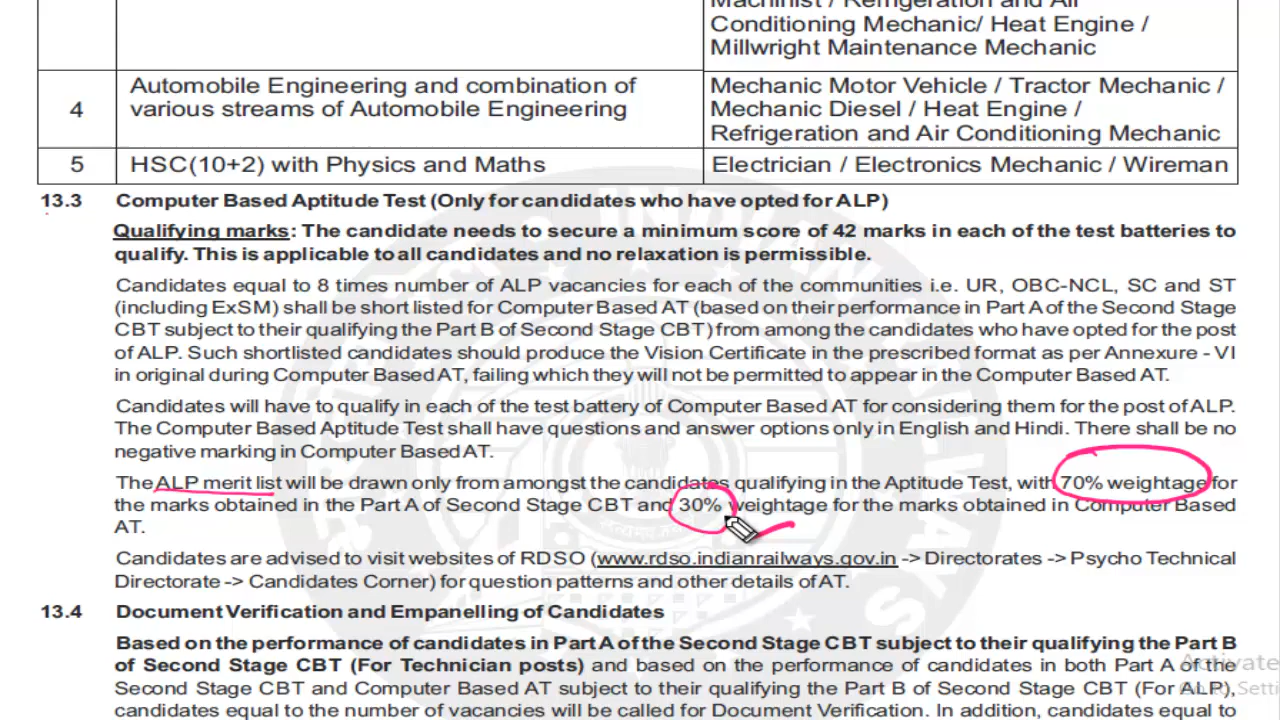 Machinist / Refrigeration and Air
Conditioning Mechanic/ Heat Engine /
Millwright Maintenance Mechanic
4 Automobile Engineering and combination of various streams of Automobile Engineering
Mechanic Motor Vehicle / Tractor Mechanic /
Mechanic Diesel / Heat Engine /
Refrigeration and Air Conditioning Mechanic
5 HSC(10+2) with Physics and Maths Electrician / Electronics Mechanic / Wireman
13.3 Computer Based Aptitude Test (Only for candidates who have opted for ALP)
Qualifying marks: The candidate needs to secure a minimum score of 42 marks in each of the test batteries to
qualify. This is applicable to all candidates and no relaxation is permissible.
Candidates equal to 8 times number of ALP vacancies for each of the communities i.e. UR, OBC-NCL, SC and ST
(including ExSM) shall be short listed for Computer Based AT (based on their performance in Part A of the Second Stage
CBT subject to their qualifying the Part B of Second Stage CBT) from among the candidates who have opted for the post
of ALP. Such shortlisted candidates should produce the Vision Certificate in the prescribed format as per Annexure - VI
in original during Computer Based AT, failing which they will not be permitted to appear in the Computer Based AT.
Candidates will have to qualify in each of the test battery of Computer Based AT for considering them for the post of ALP.
The Computer Based Aptitude Test shall have questions and answer options only in English and Hindi. There shall be no
negative marking in Computer Based AT.
The ALP merit list will be drawn only from amongst the candidates qualifying in the Aptitude Test, with 70% weightage for
the marks obtained in the Part A of Second Stage CBT and 30% weightage for the marks obtained in Computer Based
AT.
Candidates are advised to visit websites of RDSO (www.rdso.indianrailways.gov.in -> Directorates -> Psycho Technical
Directorate -> Candidates Corner) for question patterns and other details of AT.
13.4 Document Verification and Empanelling of Candidates
Based on the performance of candidates in Part A of the Second Stage CBT subject to their qualifying the Part B
of Second Stage CBT (For Technician posts) and based on the performance of candidates in both Part A of the
Second Stage CBT and Computer Based AT subject to their qualifying the Part B of Second Stage CBT (For ALP),
candidates equal to the number of vacancies will be called for Document Verification. In addition, candidates equal to
Activate
Go to Setti